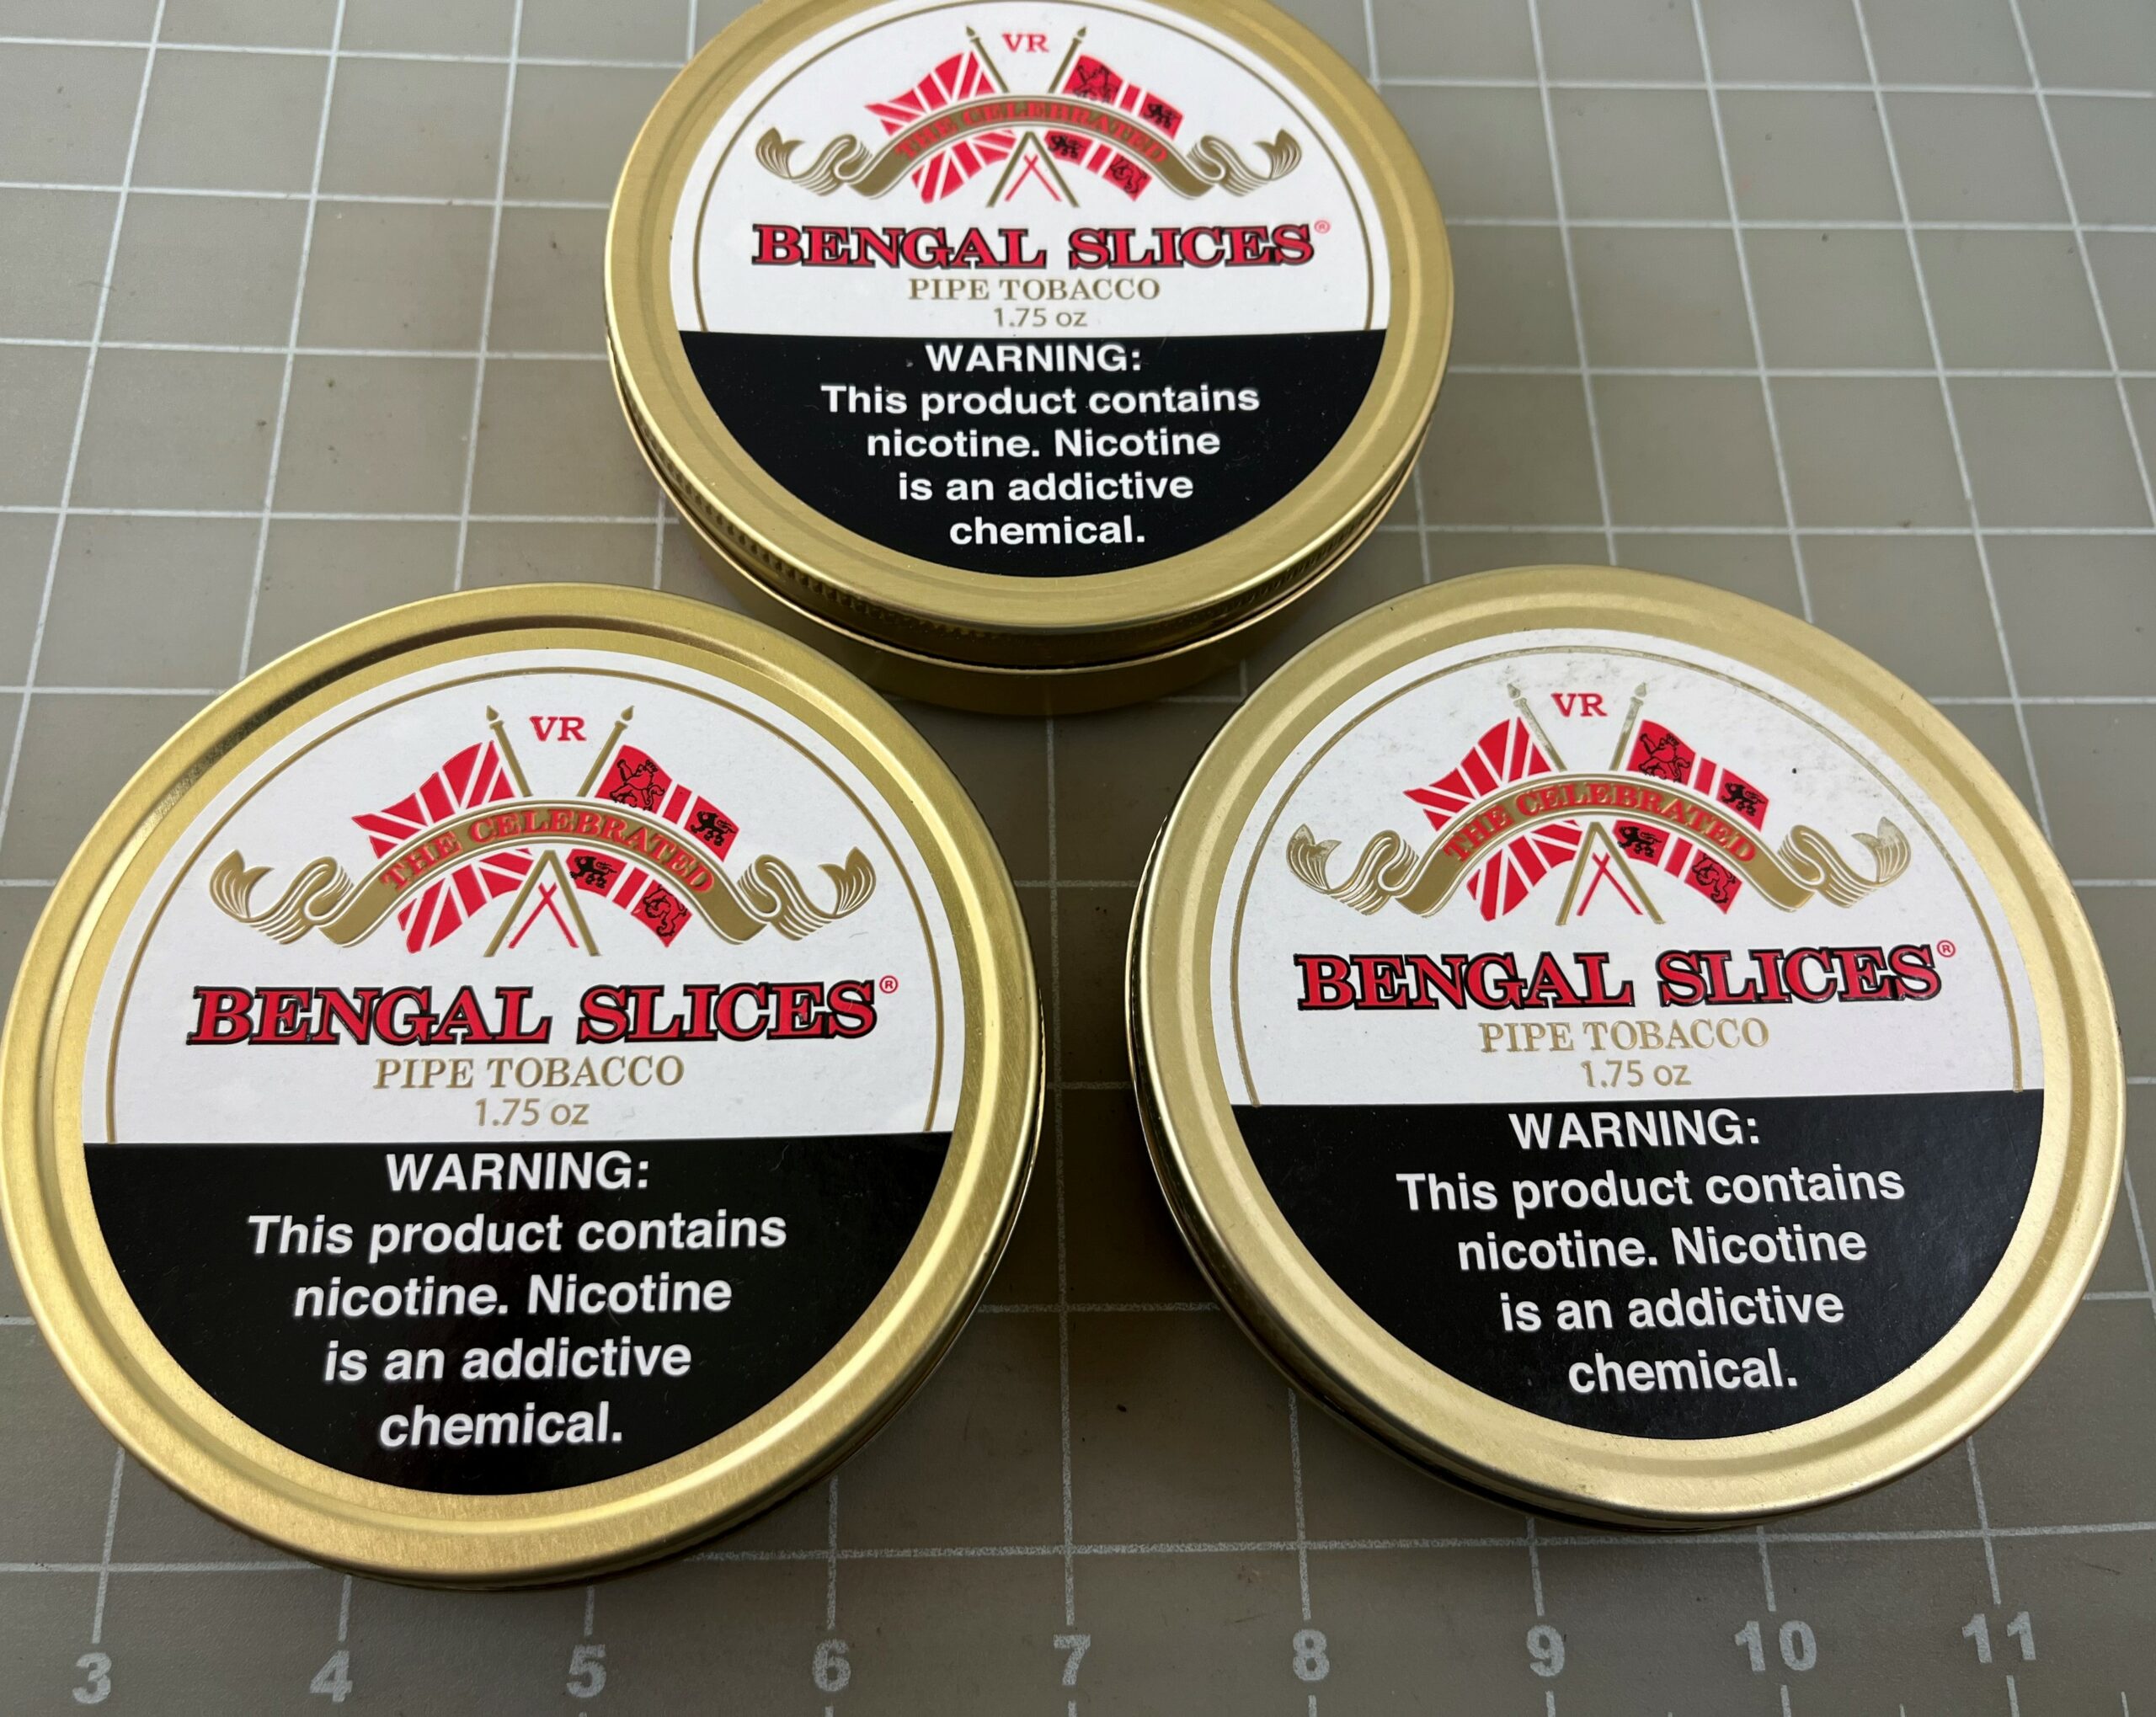 VR
THE CELEBRATED
BENGAL SLICES®
PIPE TOBACCO
1.75 oz
WARNING:
This product contains
nicotine. Nicotine
is an addictive
chemical.
VR
THE CELEBRATED
BENGAL SLICES®
PIPE TOBACCO
1.75 oz
WARNING:
This product contains
nicotine. Nicotine
is an addictive
chemical.
VR
THE CELEBRATED
BENGAL SLICES®
PIPE TOBACCO
1.75 oz
WARNING:
This product contains
nicotine. Nicotine
is an addictive
chemical.
3 4 5 6 7 8 9 10 11